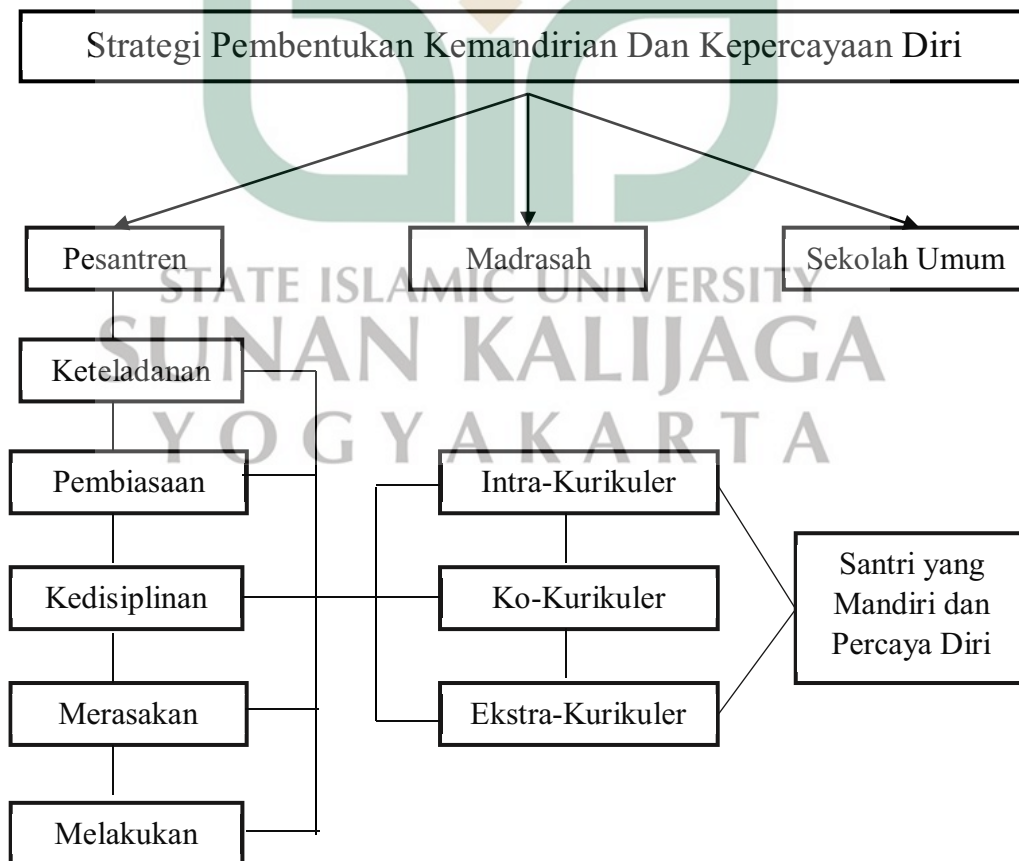 Strategi Pembentukan Kemandirian Dan Kepercayaan Diri
Pesantren
Madrasah
Sekolah Umum
STATE ISLAMIC UNIVERSITY
SUNAN KALIJAGA
YOGYAKARTA
Keteladanan
Pembiasaan
Kedisiplinan
Merasakan
Melakukan
Intra-Kurikuler
Ko-Kurikuler
Ekstra-Kurikuler
Santri yang
Mandiri dan
Percaya Diri